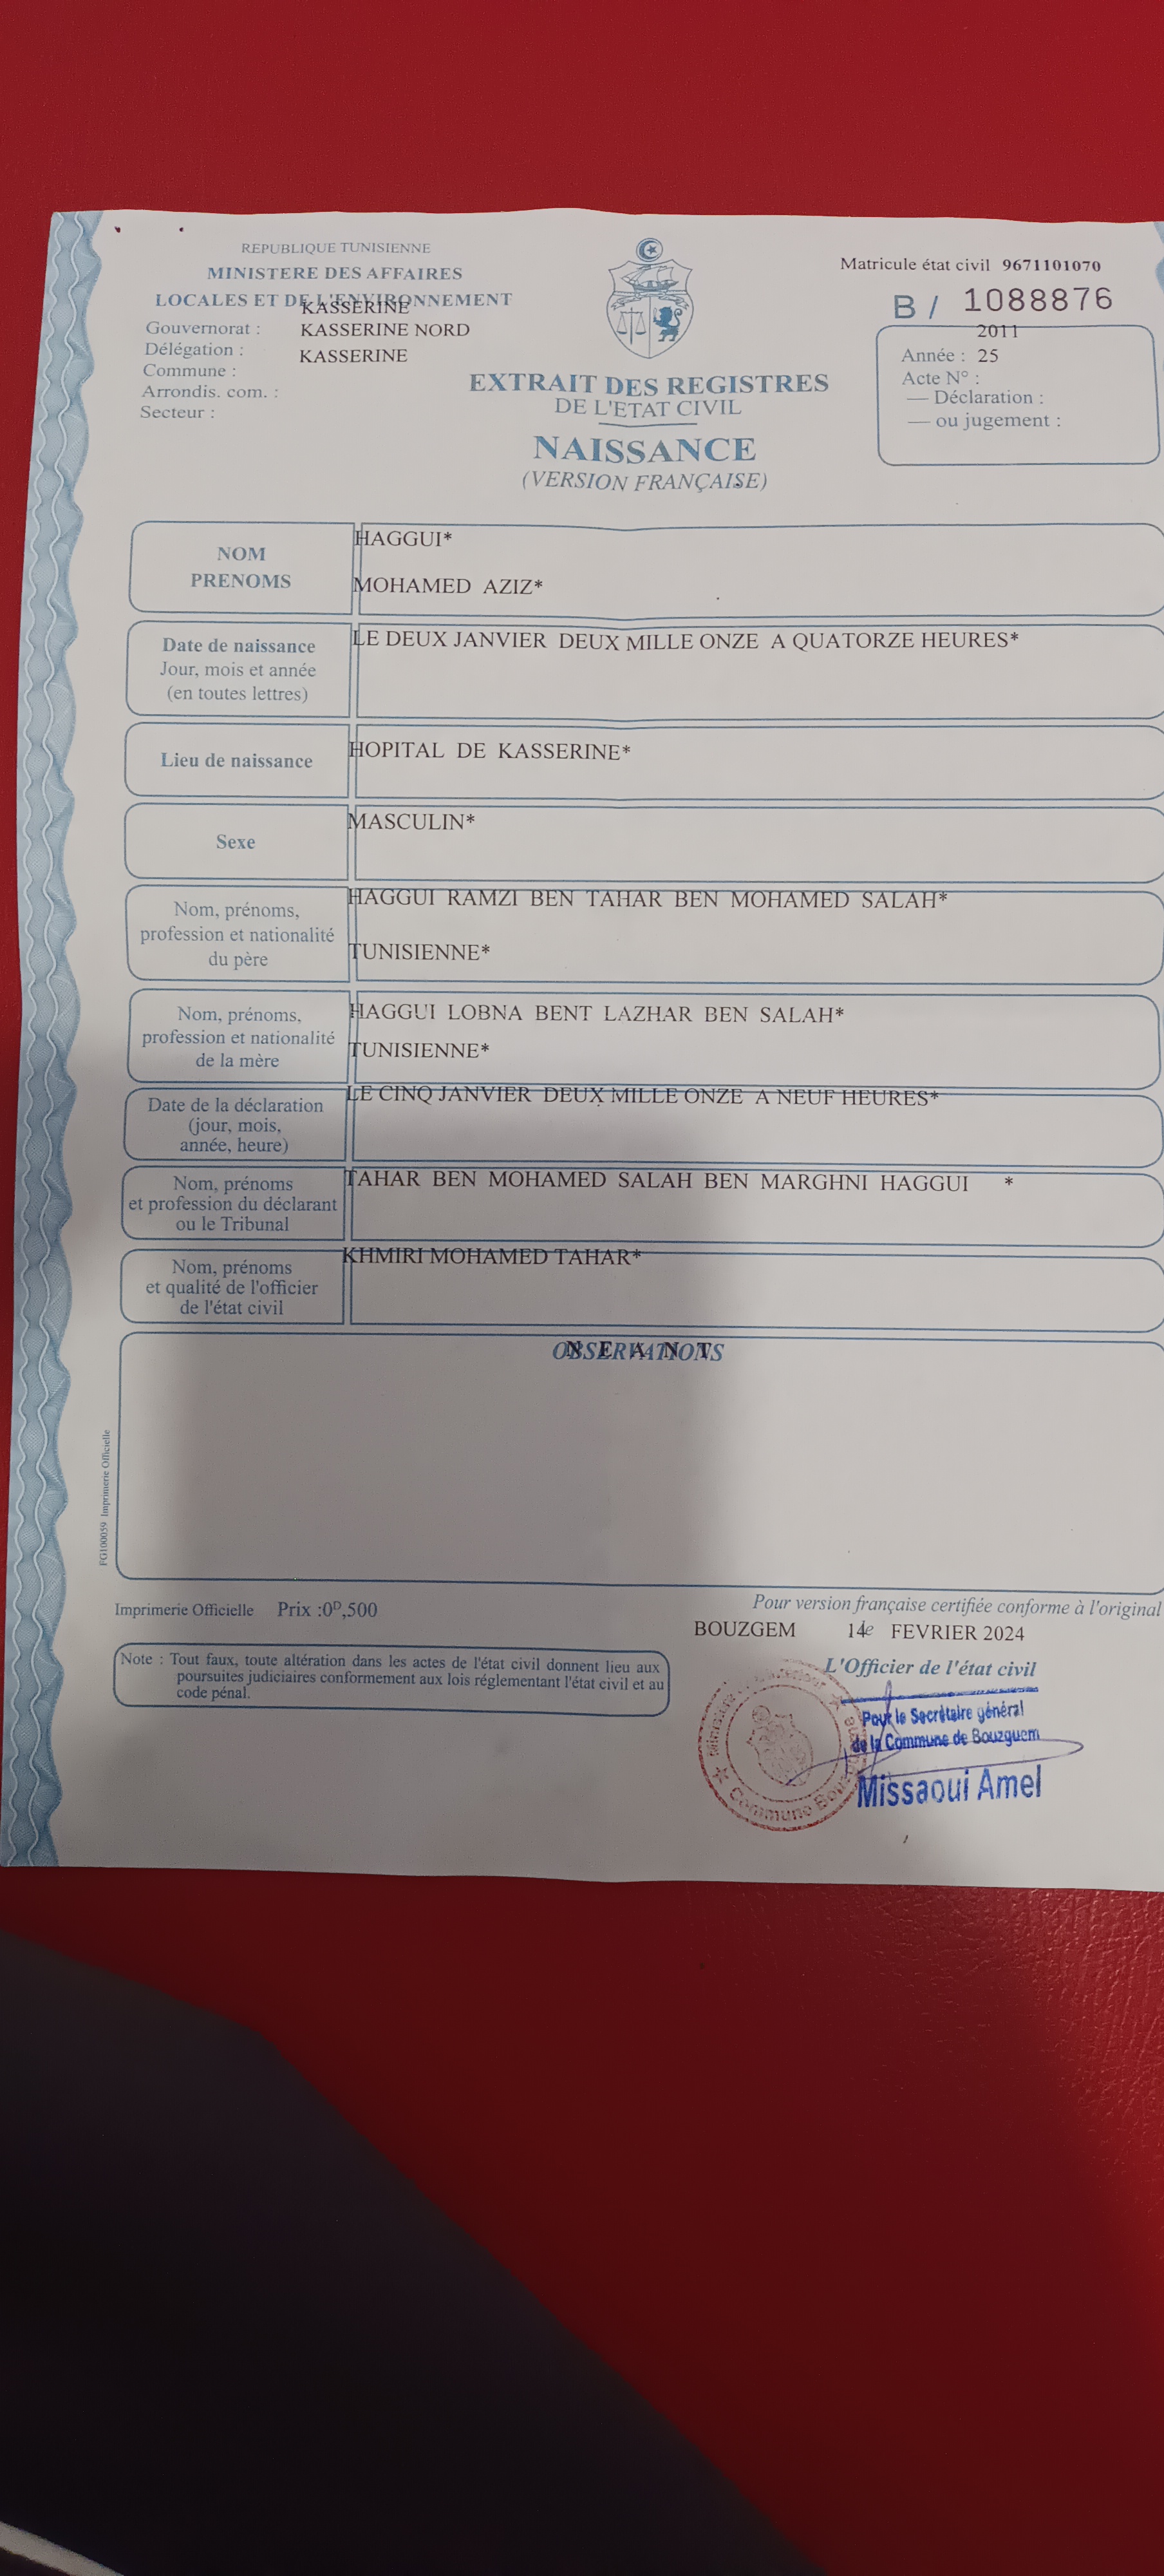 REPUBLIQUE TUNISIENNE
MINISTERE DES AFFAIRES
LOCALES ET DE L'ENVIRONNEMENT
KASSERINE
Gouvernorat : KASSERINE NORD
Délégation : KASSERINE
Commune :
Arrondis. com. :
Secteur :
Matricule état civil 9671101070
B / 1088876
2011
Année : 25
Acte N° :
— Déclaration :
— ou jugement :
EXTRAIT DES REGISTRES
DE L'ETAT CIVIL
NAISSANCE
(VERSION FRANÇAISE)
NOM
PRENOMS
HAGGUI*
MOHAMED AZIZ*
Date de naissance
Jour, mois et année
(en toutes lettres)
LE DEUX JANVIER DEUX MILLE ONZE A QUATORZE HEURES*
Lieu de naissance
HOPITAL DE KASSERINE*
Sexe
MASCULIN*
Nom, prénoms,
profession et nationalité
du père
HAGGUI RAMZI BEN TAHAR BEN MOHAMED SALAH*
TUNISIENNE*
Nom, prénoms,
profession et nationalité
de la mère
HAGGUI LOBNA BENT LAZHAR BEN SALAH*
TUNISIENNE*
Date de la déclaration
(jour, mois,
année, heure)
LE CINQ JANVIER DEUX MILLE ONZE A NEUF HEURES*
Nom, prénoms
et profession du déclarant
ou le Tribunal
TAHAR BEN MOHAMED SALAH BEN MARGHNI HAGGUI *
Nom, prénoms
et qualité de l'officier
de l'état civil
KHMIRI MOHAMED TAHAR*
OBSERVATIONS
N E A N T
FG100059 Imprimerie Officielle
Imprimerie Officielle Prix :0D,500
Pour version française certifiée conforme à l'original
BOUZGEM le 14 FEVRIER 2024
Note : Tout faux, toute altération dans les actes de l'état civil donnent lieu aux
poursuites judiciaires conformement aux lois réglementant l'état civil et au
code pénal.
L'Officier de l'état civil
Pour le Secrétaire général
de la Commune de Bouzguem
Missaoui Amel
Commune